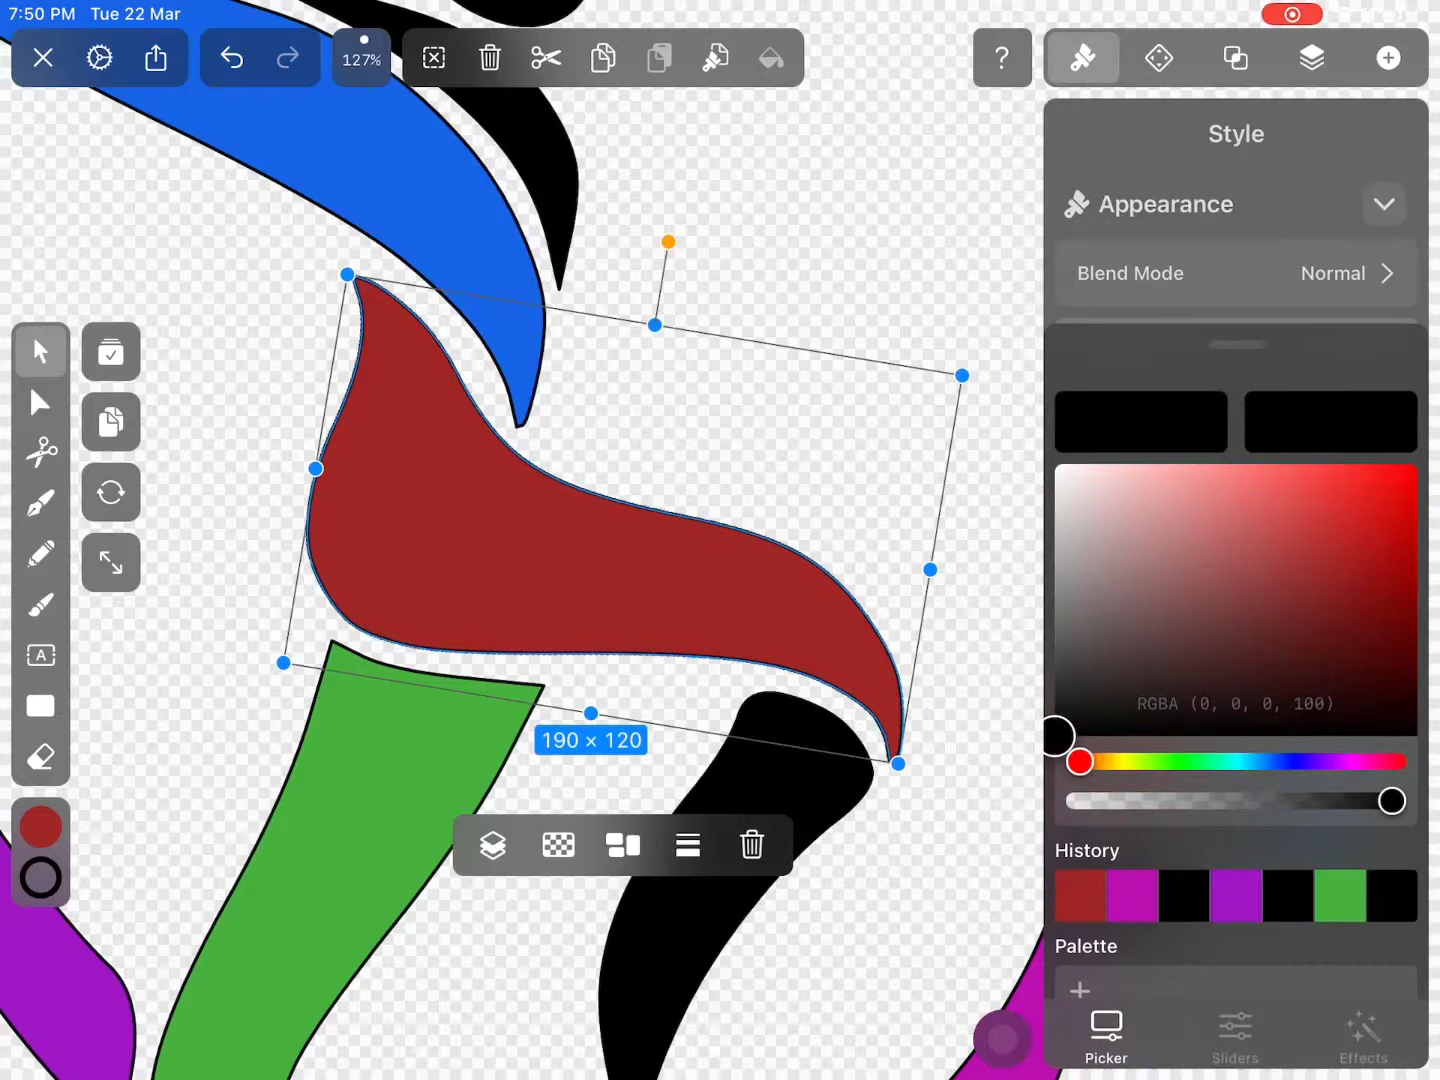 7:50 PM Tue 22 Mar
127%
?
Style
Appearance
Blend Mode Normal
A
190 × 120
RGBA (0, 0, 0, 100)
History
Palette
+
Picker Sliders Effects